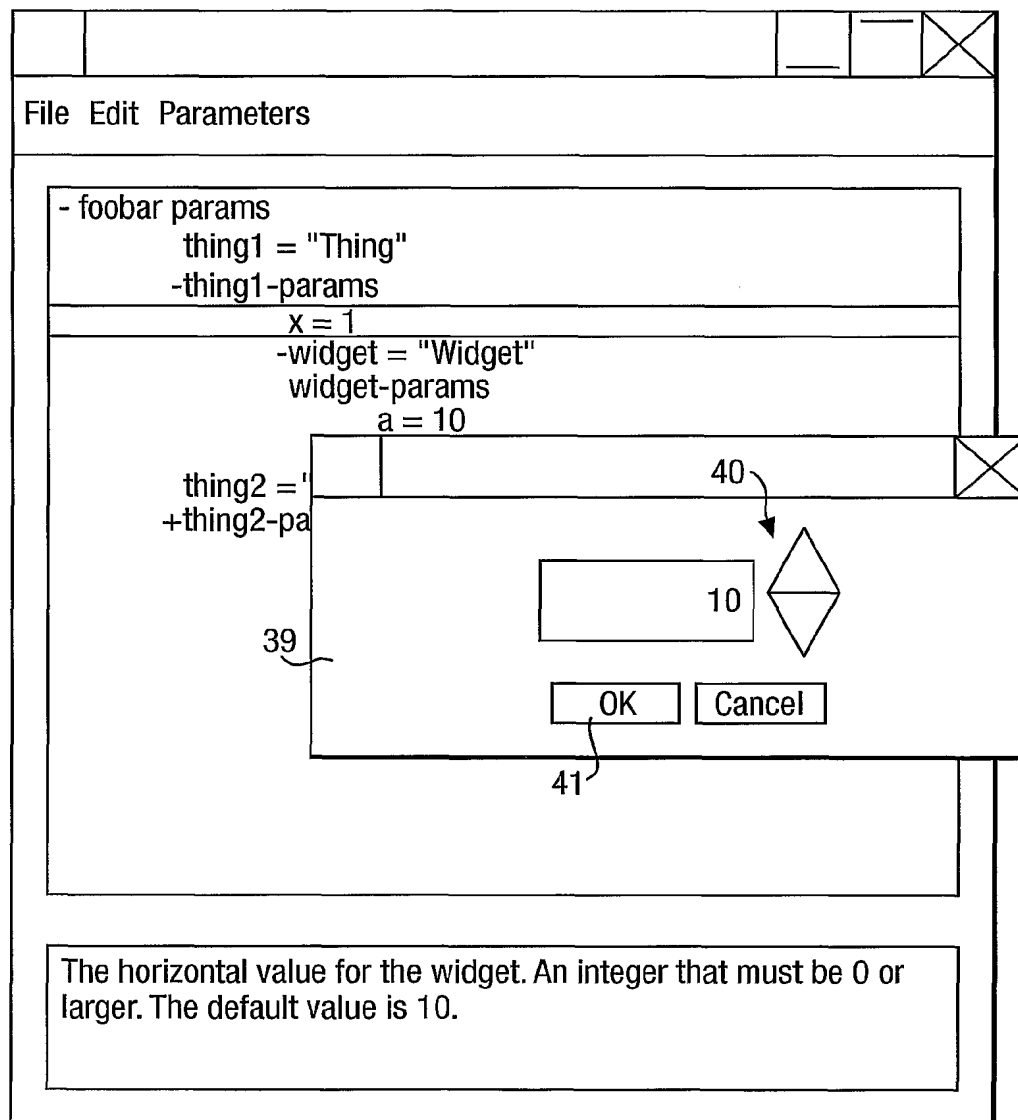 File Edit Parameters
- foobar params
thing1 = "Thing"
-thing1-params
x = 1
-widget = "Widget"
widget-params
a = 10
thing2 ="
+thing2-pa
40
10
39
OK Cancel
41
The horizontal value for the widget. An integer that must be 0 or
larger. The default value is 10.